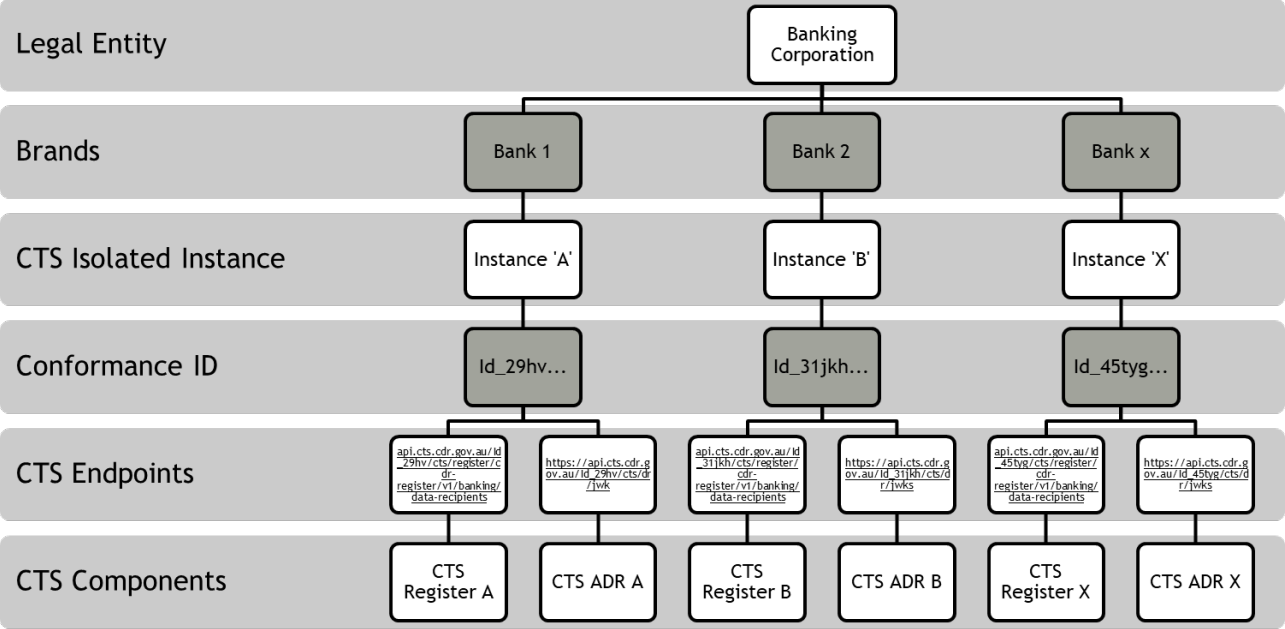 Legal Entity
Banking
Corporation
Brands
Bank 1
Bank 2
Bank x
CTS Isolated Instance
Instance 'A'
Instance 'B'
Instance 'X'
Conformance ID
Id_29hv...
Id_31jkh...
Id_45tyg...
CTS Endpoints
api.cts.cdr.gov.au/Id
_29hv/cts/register/c
dr-
register/v1/banking/
data-recipients
https://api.cts.cdr.g
ov.au/Id_29hv/cts/d
r/jwk
api.cts.cdr.gov.au/Id
_31jkh/cts/register/
cdr-
register/v1/banking/
data-recipients
https://api.cts.cdr.g
ov.au/Id_31jkh/cts/d
r/jwks
api.cts.cdr.gov.au/Id
_45tyg/cts/register/
cdr-
register/v1/banking/
data-recipients
https://api.cts.cdr.g
ov.au/Id_45tyg/cts/d
r/jwks
CTS Components
CTS
Register A
CTS ADR A
CTS
Register B
CTS ADR B
CTS
Register X
CTS ADR X